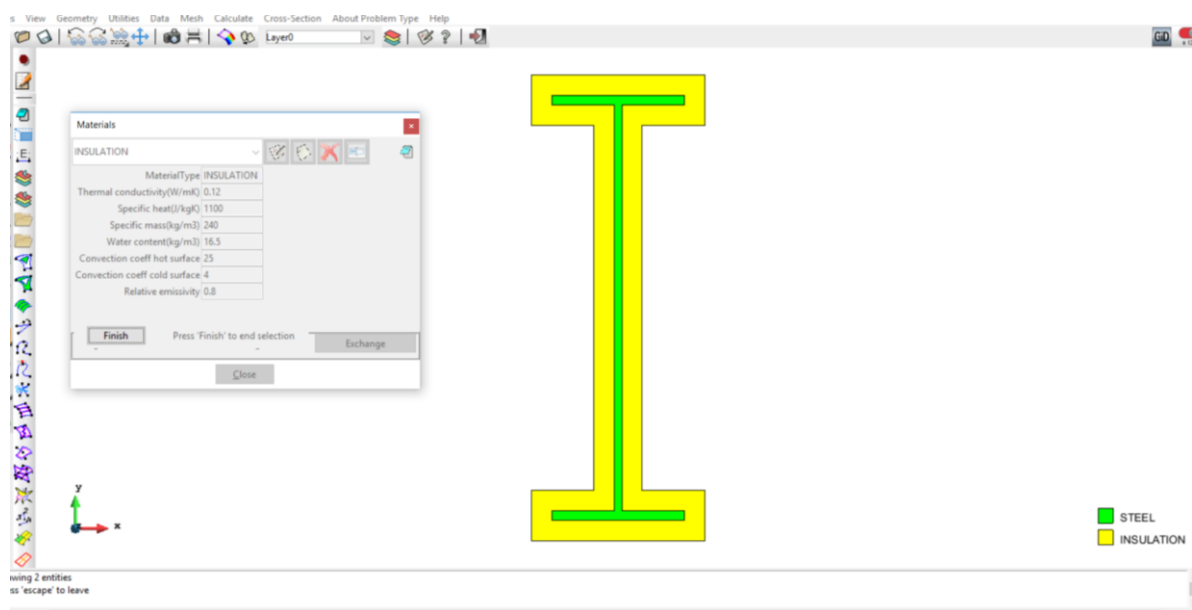 s View Geometry Utilities Data Mesh Calculate Cross-Section About Problem Type Help
Layer0
GiD
Materials
INSULATION
MaterialType INSULATION
Thermal conductivity(W/mK) 0.12
Specific heat(J/kgK) 1100
Specific mass(kg/m3) 240
Water content(kg/m3) 16.5
Convection coeff hot surface 25
Convection coeff cold surface 4
Relative emissivity 0.8
Finish Press 'Finish' to end selection
Exchange
Close
y
x
STEEL
INSULATION
owing 2 entities
ess 'escape' to leave